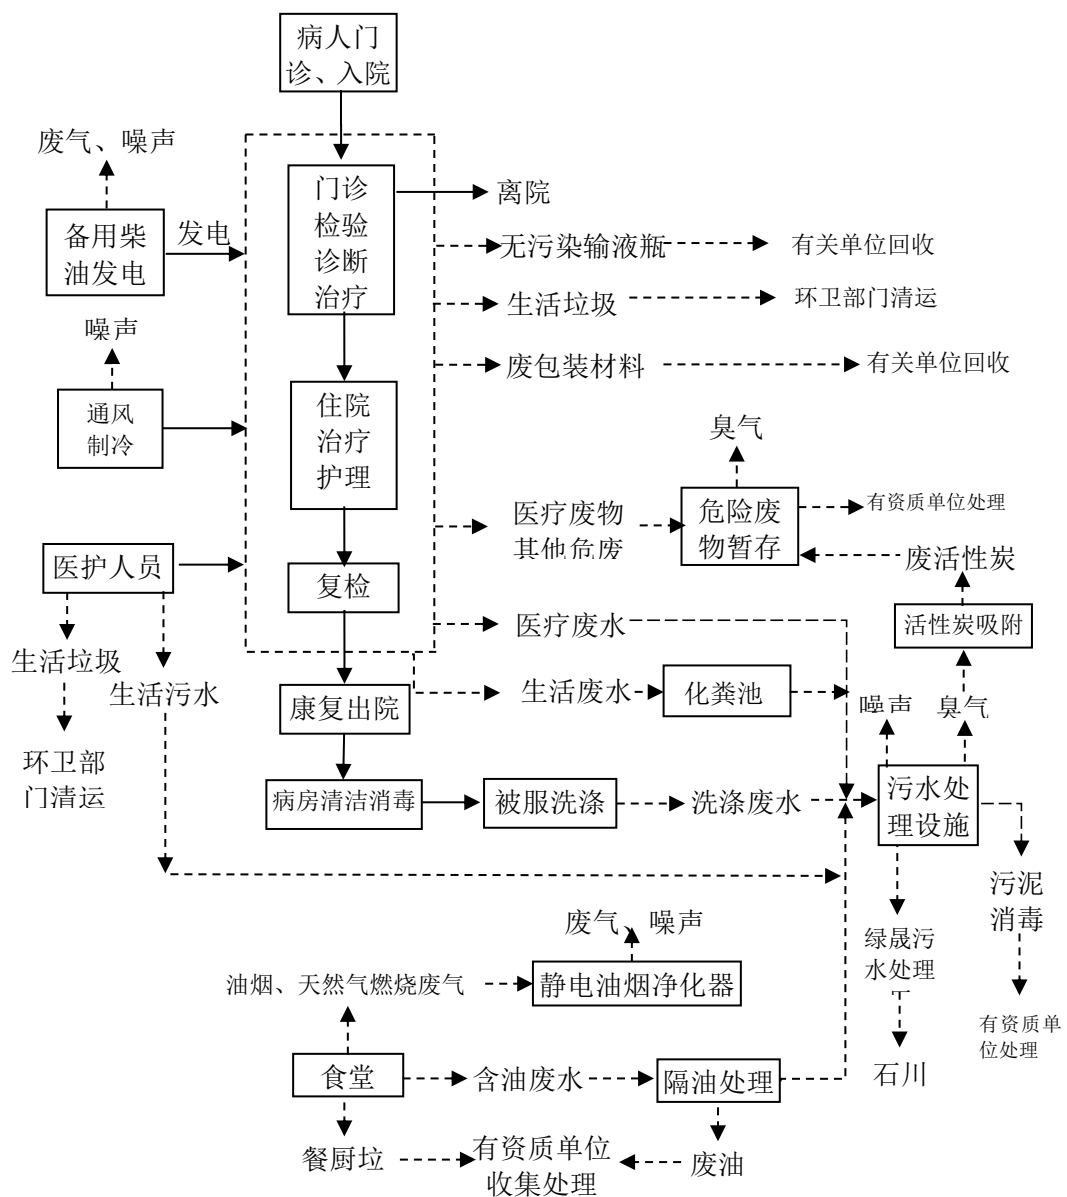 病人门
诊、入院
废气、噪声
备用柴
油发电
发电
门诊
检验
诊断
治疗
离院
无污染输液瓶
有关单位回收
生活垃圾
环卫部门清运
噪声
废包装材料
有关单位回收
通风
制冷
住院
治疗
护理
臭气
医疗废物
其他危废
危险废
物暂存
有资质单位处理
废活性炭
医护人员
复检
活性炭吸附
医疗废水
生活垃圾
生活污水
生活废水
化粪池
噪声
臭气
康复出院
环卫部
门清运
病房清洁消毒
被服洗涤
洗涤废水
污水处
理设施
污泥
消毒
废气、噪声
绿晟污
水处理
油烟、天然气燃烧废气
静电油烟净化器
有资质单
位处理
食堂
含油废水
隔油处理
石川
餐厨垃
有资质单位
收集处理
废油